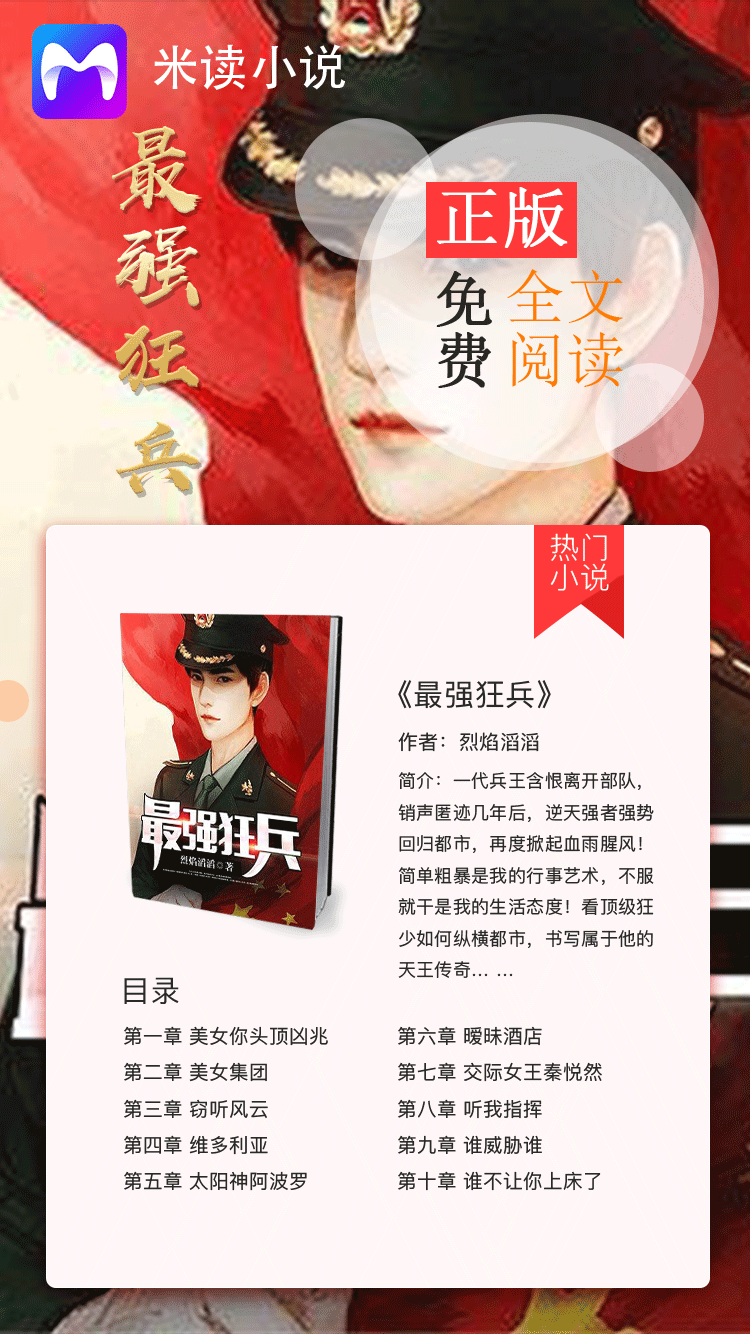 米读小说
最强狂兵
正版
免费
全文
阅读
热门
小说
最强狂兵
烈焰滔滔◎著
《最强狂兵》
作者：烈焰滔滔
简介：一代兵王含恨离开部队，
销声匿迹几年后，逆天强者强势
回归都市，再度掀起血雨腥风！
简单粗暴是我的行事艺术，不服
就干是我的生活态度！看顶级狂
少如何纵横都市，书写属于他的
天王传奇... ...
目录
第一章 美女你头顶凶兆
第二章 美女集团
第三章 窃听风云
第四章 维多利亚
第五章 太阳神阿波罗
第六章 暧昧酒店
第七章 交际女王秦悦然
第八章 听我指挥
第九章 谁威胁谁
第十章 谁不让你上床了